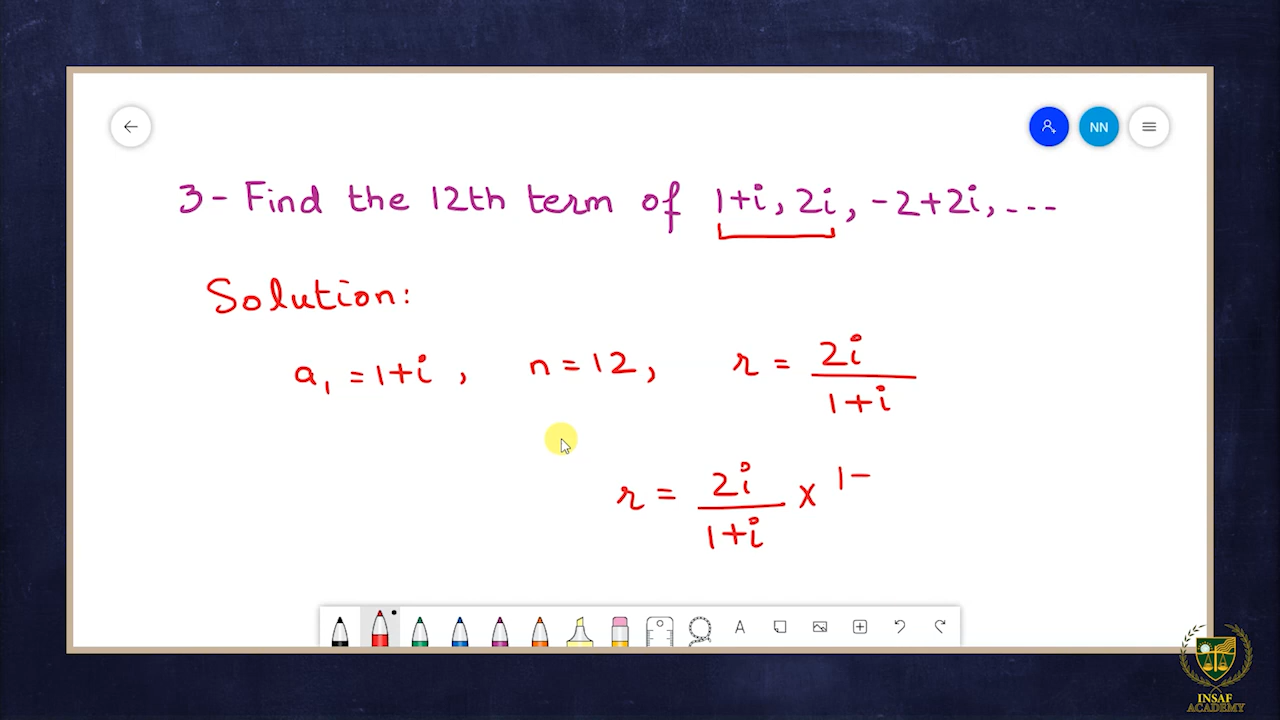 NN
3- Find the 12th term of 1+i, 2i, -2+2i, ...
Solution:
a₁ = 1+i , n = 12, r = 2i / 1+i
r = 2i / 1+i × 1-
A
INSAF
ACADEMY